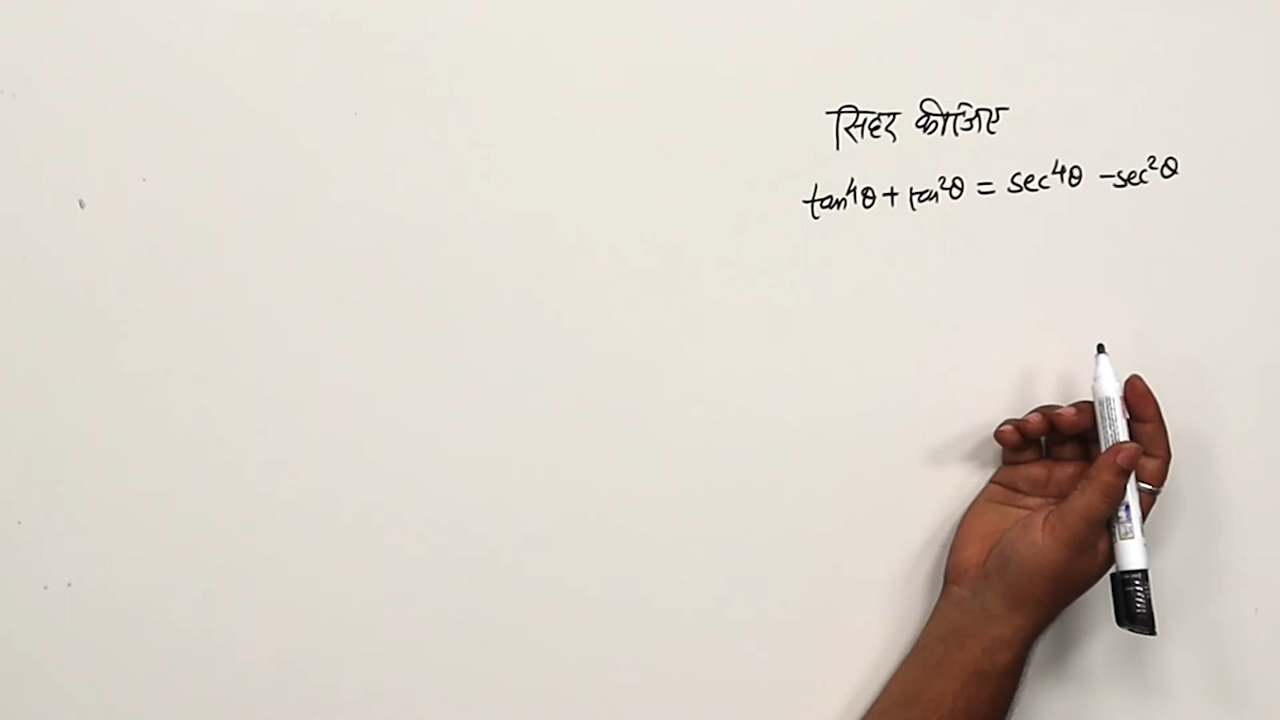 सिद्ध कीजिए
tan⁴θ + tan²θ = sec⁴θ - sec²θ